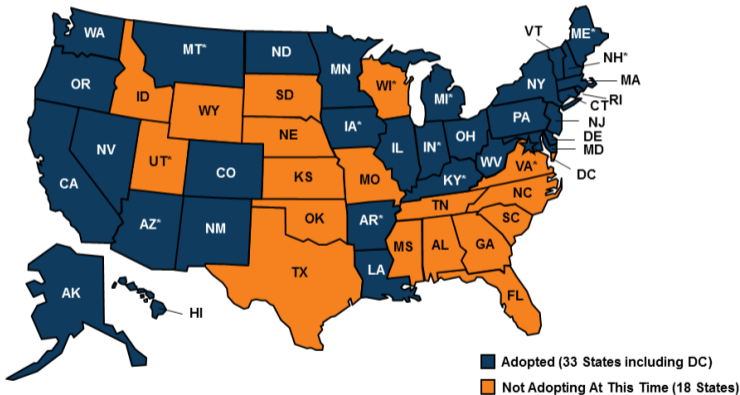 VT
WA
ME*
MT*
ND
NH*
MN
OR
WI*
NY
MA
ID
SD
MI*
RI
WY
CT
PA
NJ
IA*
NE
OH
DE
NV
IL
IN*
MD
UT*
CO
WV
VA*
DC
CA
KS
MO
KY*
NC
TN
AZ*
NM
OK
AR*
SC
MS
AL
GA
TX
LA
AK
FL
HI
Adopted (33 States including DC)
Not Adopting At This Time (18 States)